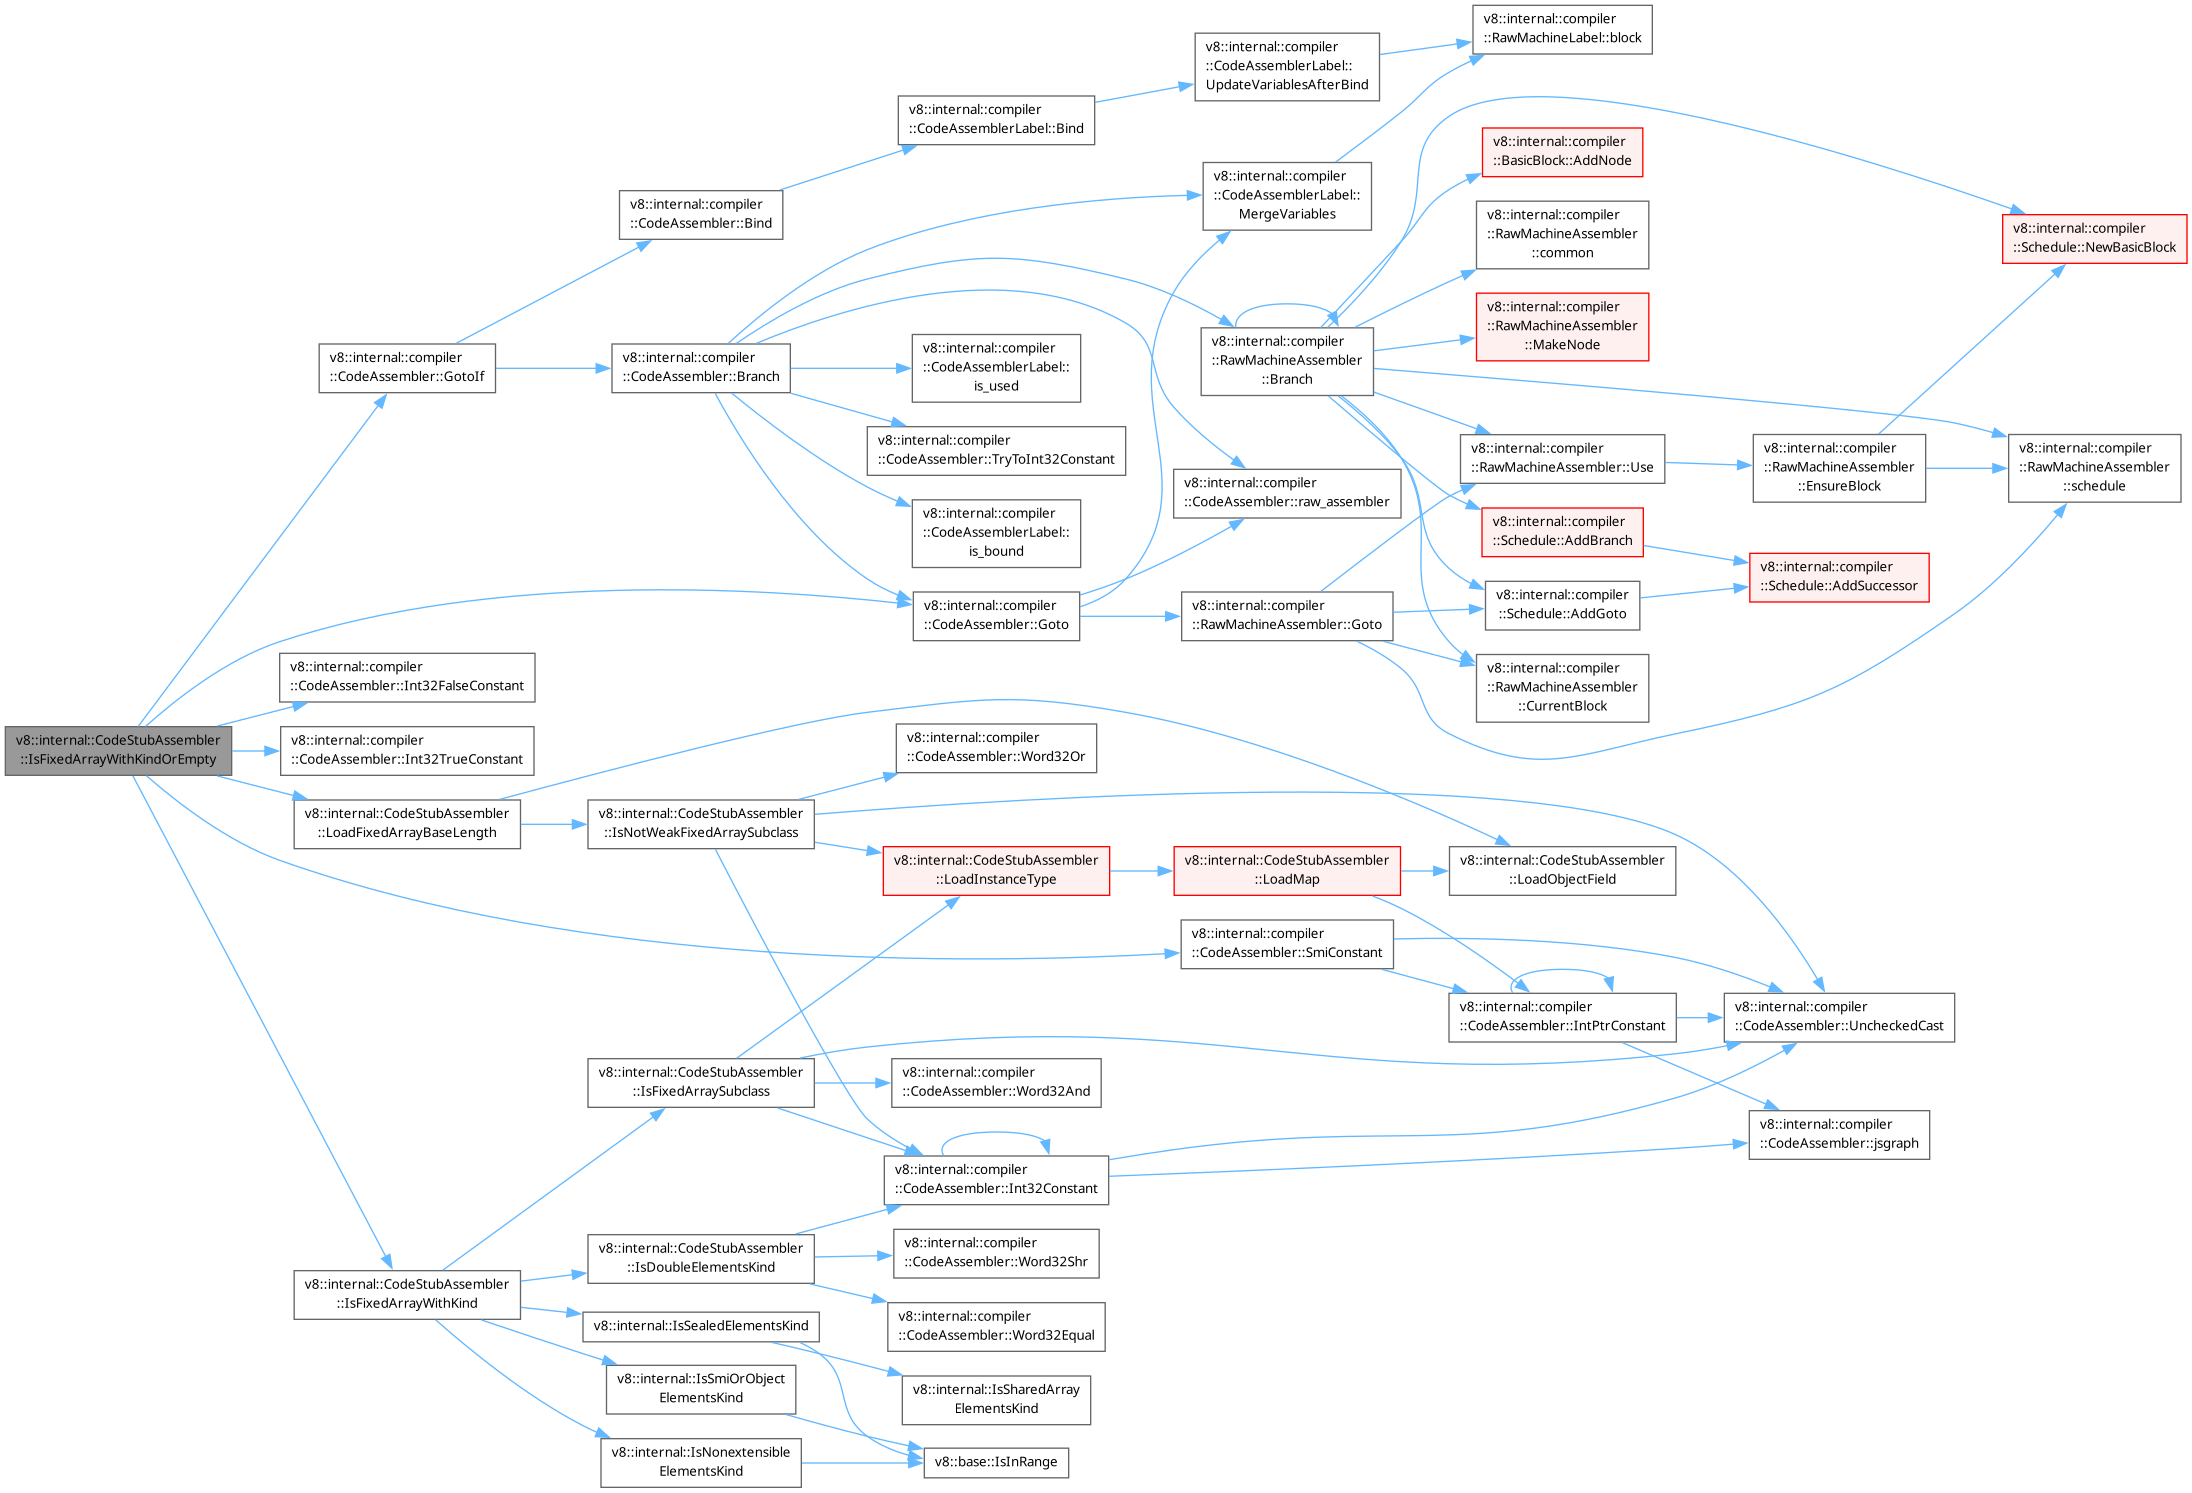 v8::internal::CodeStubAssembler
::IsFixedArrayWithKindOrEmpty
v8::internal::compiler
::CodeAssembler::GotoIf
v8::internal::compiler
::CodeAssembler::Int32FalseConstant
v8::internal::compiler
::CodeAssembler::Int32TrueConstant
v8::internal::CodeStubAssembler
::LoadFixedArrayBaseLength
v8::internal::CodeStubAssembler
::IsFixedArrayWithKind
v8::internal::compiler
::CodeAssembler::Bind
v8::internal::compiler
::CodeAssembler::Branch
v8::internal::CodeStubAssembler
::IsNotWeakFixedArraySubclass
v8::internal::CodeStubAssembler
::IsFixedArraySubclass
v8::internal::CodeStubAssembler
::IsDoubleElementsKind
v8::internal::IsSealedElementsKind
v8::internal::IsSmiOrObject
ElementsKind
v8::internal::IsNonextensible
ElementsKind
v8::internal::compiler
::CodeAssemblerLabel::Bind
v8::internal::compiler
::CodeAssemblerLabel::
is_used
v8::internal::compiler
::CodeAssembler::TryToInt32Constant
v8::internal::compiler
::CodeAssemblerLabel::
is_bound
v8::internal::compiler
::CodeAssembler::Goto
v8::internal::compiler
::CodeAssembler::Word32Or
v8::internal::CodeStubAssembler
::LoadInstanceType
v8::internal::compiler
::CodeAssembler::Word32And
v8::internal::compiler
::CodeAssembler::Int32Constant
v8::internal::compiler
::CodeAssembler::Word32Shr
v8::internal::compiler
::CodeAssembler::Word32Equal
v8::internal::IsSharedArray
ElementsKind
v8::base::IsInRange
v8::internal::compiler
::CodeAssemblerLabel::
UpdateVariablesAfterBind
v8::internal::compiler
::CodeAssemblerLabel::
MergeVariables
v8::internal::compiler
::RawMachineAssembler
::Branch
v8::internal::compiler
::CodeAssembler::raw_assembler
v8::internal::compiler
::RawMachineAssembler::Goto
v8::internal::CodeStubAssembler
::LoadMap
v8::internal::compiler
::CodeAssembler::SmiConstant
v8::internal::compiler
::RawMachineLabel::block
v8::internal::compiler
::BasicBlock::AddNode
v8::internal::compiler
::RawMachineAssembler
::common
v8::internal::compiler
::RawMachineAssembler
::MakeNode
v8::internal::compiler
::RawMachineAssembler::Use
v8::internal::compiler
::Schedule::AddBranch
v8::internal::compiler
::Schedule::AddGoto
v8::internal::compiler
::RawMachineAssembler
::CurrentBlock
v8::internal::CodeStubAssembler
::LoadObjectField
v8::internal::compiler
::CodeAssembler::IntPtrConstant
v8::internal::compiler
::RawMachineAssembler
::EnsureBlock
v8::internal::compiler
::Schedule::AddSuccessor
v8::internal::compiler
::CodeAssembler::UncheckedCast
v8::internal::compiler
::CodeAssembler::jsgraph
v8::internal::compiler
::Schedule::NewBasicBlock
v8::internal::compiler
::RawMachineAssembler
::schedule